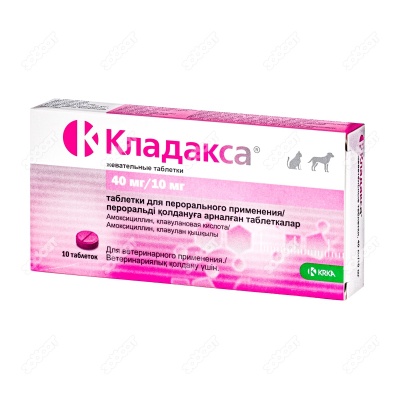 Кладакса®
жевательные таблетки
40 мг/10 мг
таблетки для перорального применения/
пероральді қолдануға арналған таблеткалар
Амоксициллин, клавулановая кислота/
Амоксициллин, клавулан қышқылы
10 таблеток
Для ветеринарного применения./
Ветеринариялық қолдану үшін.
KRKA
Кладакса